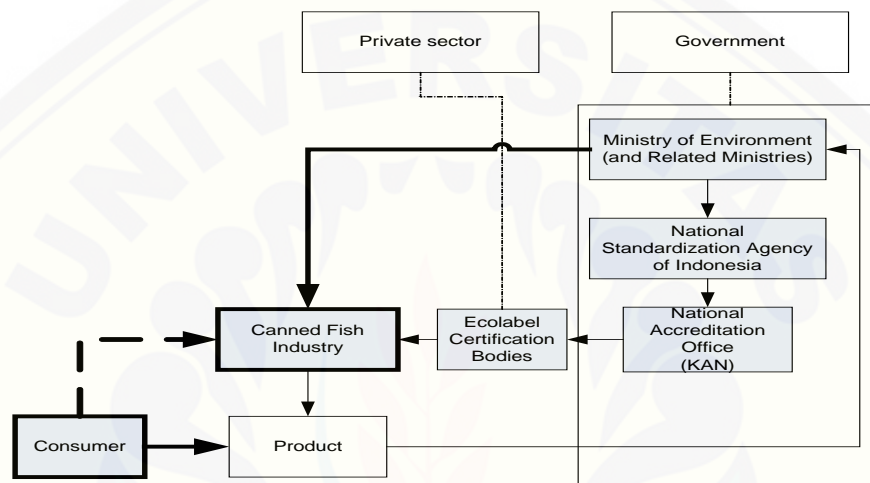 Private sector
Government
Ministry of Environment
(and Related Ministries)
National
Standardization Agency
of Indonesia
Canned Fish
Industry
Ecolabel
Certification
Bodies
National
Accreditation
Office
(KAN)
Consumer
Product
UNIVERSITAS